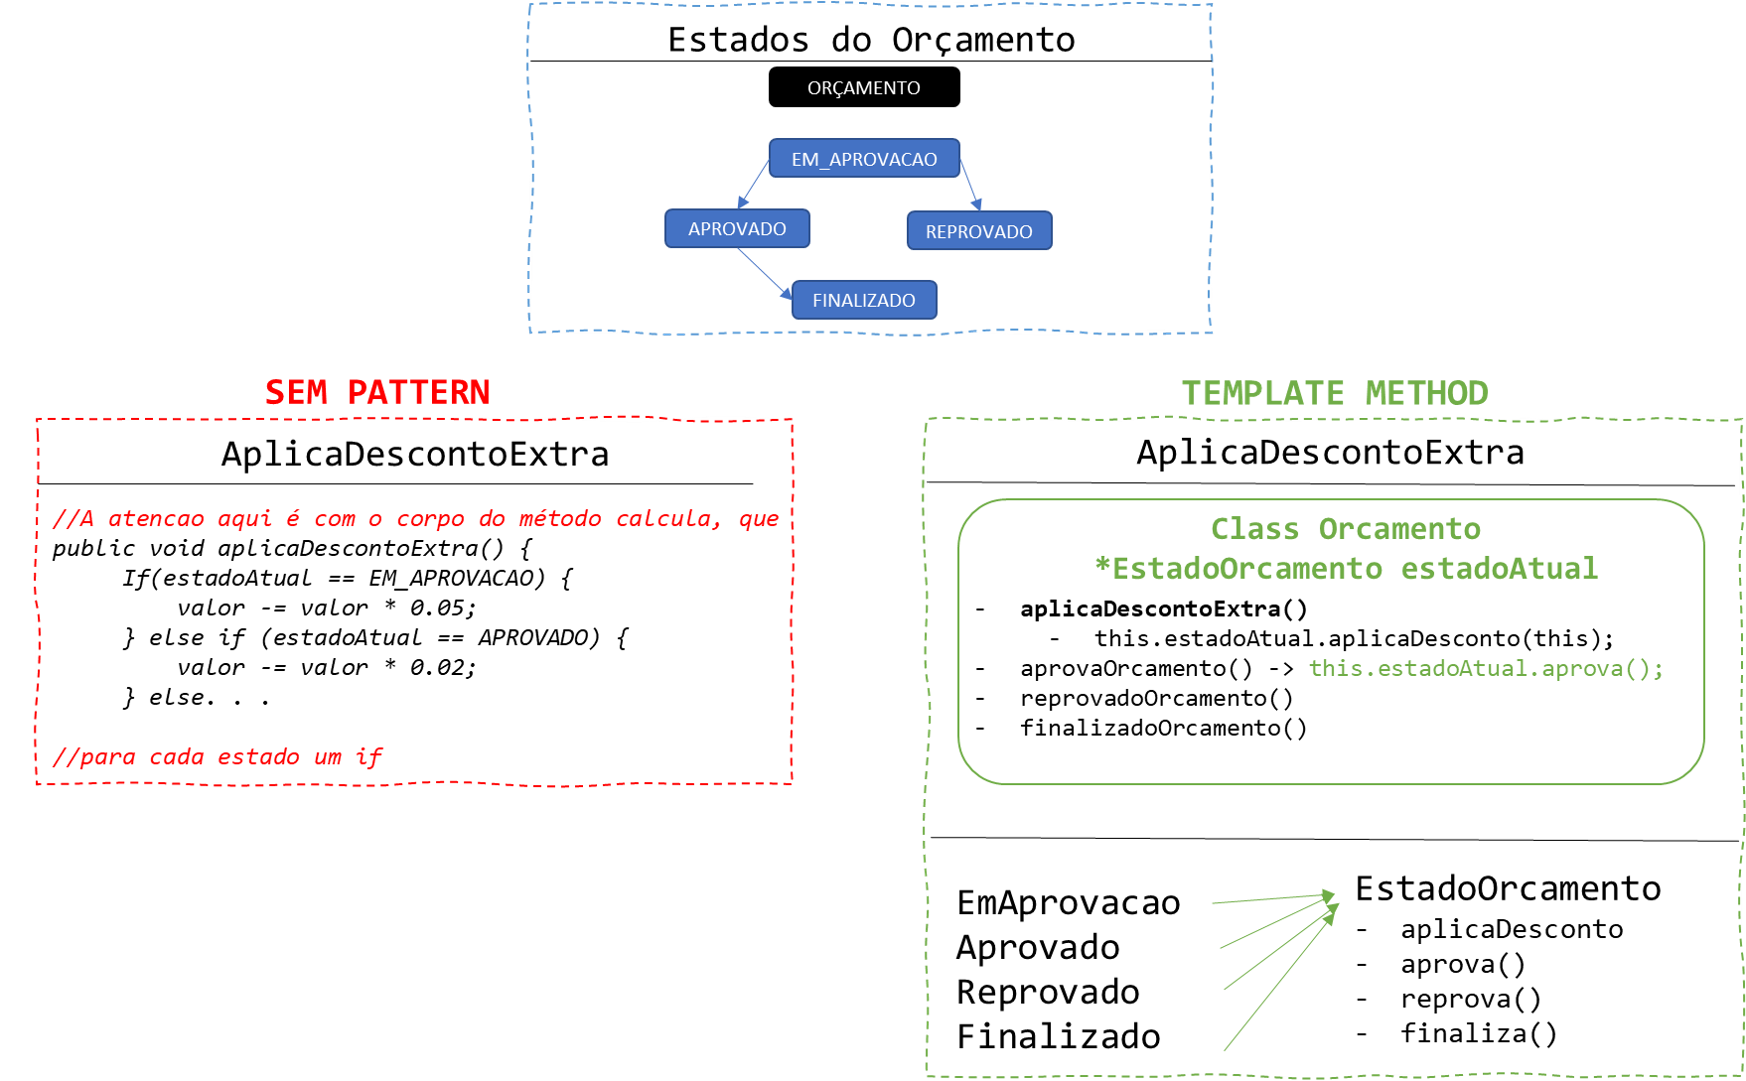 Estados do Orçamento
ORÇAMENTO
EM_APROVACAO
APROVADO
REPROVADO
FINALIZADO
SEM PATTERN
AplicaDescontoExtra
//A atencao aqui é com o corpo do método calcula, que
public void aplicaDescontoExtra() {
If(estadoAtual == EM_APROVACAO) {
valor -= valor * 0.05;
} else if (estadoAtual == APROVADO) {
valor -= valor * 0.02;
} else. . .
//para cada estado um if
TEMPLATE METHOD
AplicaDescontoExtra
Class Orcamento
*EstadoOrcamento estadoAtual
- aplicaDescontoExtra()
- this.estadoAtual.aplicaDesconto(this);
- aprovaOrcamento() -> this.estadoAtual.aprova();
- reprovadoOrcamento()
- finalizadoOrcamento()
EmAprovacao
Aprovado
Reprovado
Finalizado
EstadoOrcamento
- aplicaDesconto
- aprova()
- reprova()
- finaliza()